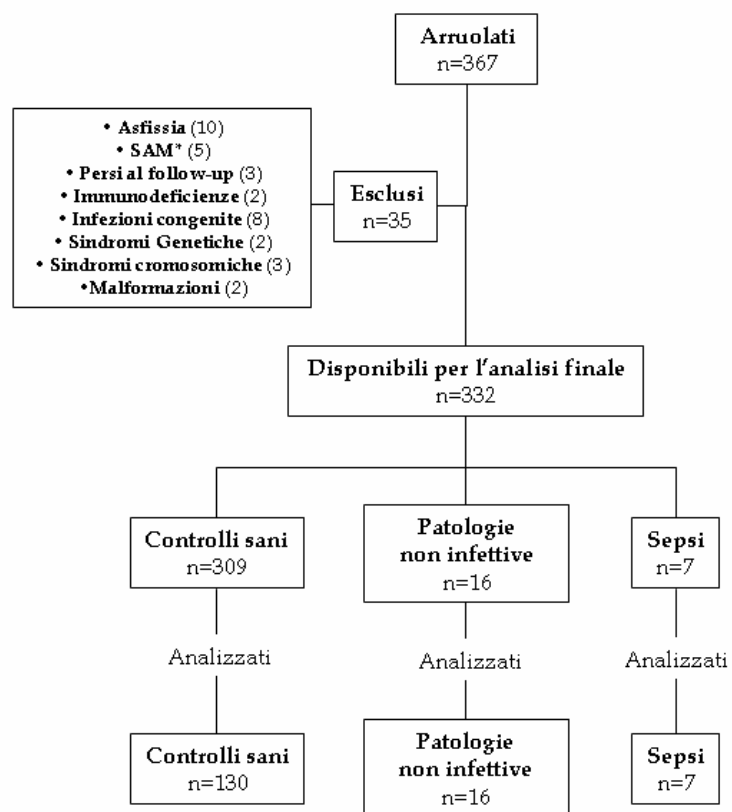 Arruolati
n=367
• Asfissia (10)
• SAM* (5)
• Persi al follow-up (3)
• Immunodeficienze (2)
• Infezioni congenite (8)
• Sindromi Genetiche (2)
• Sindromi cromosomiche (3)
•Malformazioni (2)
Esclusi
n=35
Disponibili per l'analisi finale
n=332
Controlli sani
n=309
Patologie
non infettive
n=16
Sepsi
n=7
Analizzati
Analizzati
Analizzati
Controlli sani
n=130
Patologie
non infettive
n=16
Sepsi
n=7